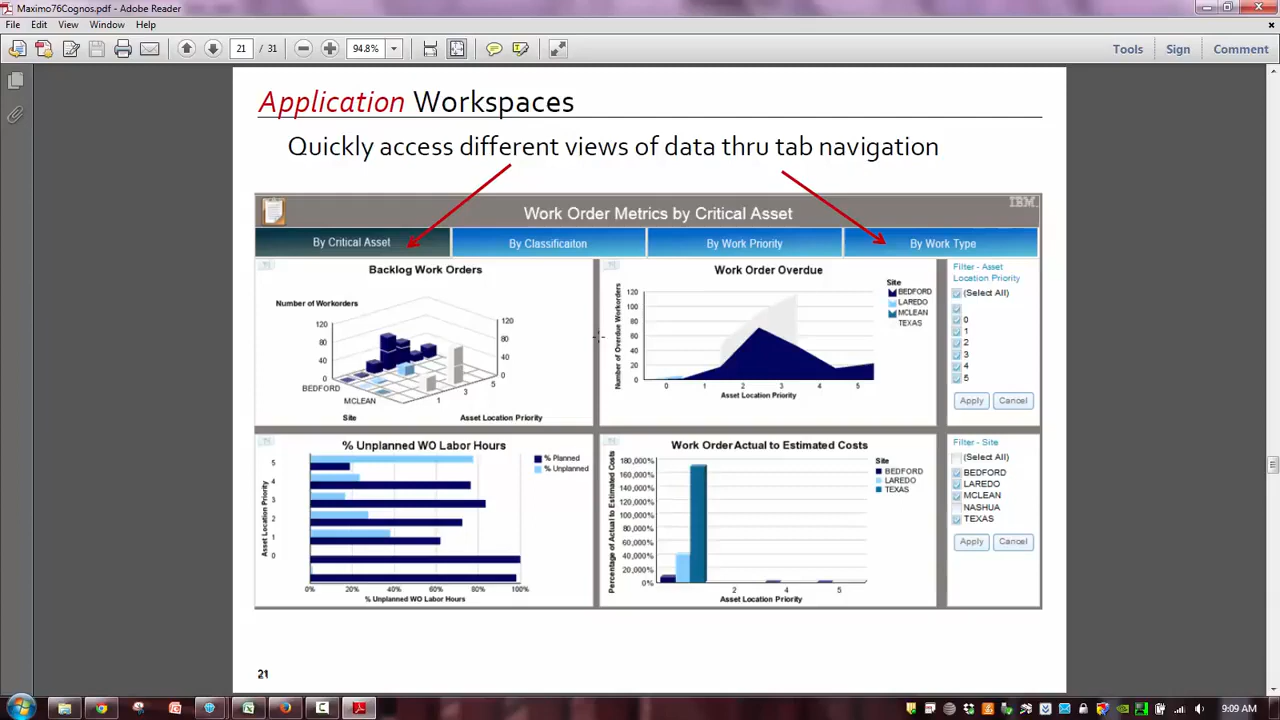 Maximo76Cognos.pdf - Adobe Reader
File Edit View Window Help
21 / 31 94.8% Tools Sign Comment
Application Workspaces
Quickly access different views of data thru tab navigation
IBM
Work Order Metrics by Critical Asset
By Critical Asset By Classificaiton By Work Priority By Work Type
Backlog Work Orders
Number of Workorders
120
80
40
0
120
80
40
0
BEDFORD
MCLEAN
1 3 5
Site Asset Location Priority
Work Order Overdue
Number of Overdue Workorders
120
100
80
60
40
20
0
0 1 2 3 4 5
Asset Location Priority
Site
BEDFORD
LAREDO
MCLEAN
TEXAS
Filter - Asset
Location Priority
(Select All)
0
1
2
3
4
5
Apply Cancel
% Unplanned WO Labor Hours
% Planned
% Unplanned
Asset Location Priority
5
4
3
2
1
0
0% 20% 40% 60% 80% 100%
% Unplanned WO Labor Hours
Work Order Actual to Estimated Costs
Percentage of Actual to Estimated Costs
180,000%
160,000%
140,000%
120,000%
100,000%
80,000%
60,000%
40,000%
20,000%
0%
2 4 5
Asset Location Priority
Site
BEDFORD
LAREDO
TEXAS
Filter - Site
(Select All)
BEDFORD
LAREDO
MCLEAN
NASHUA
TEXAS
Apply Cancel
21
9:09 AM